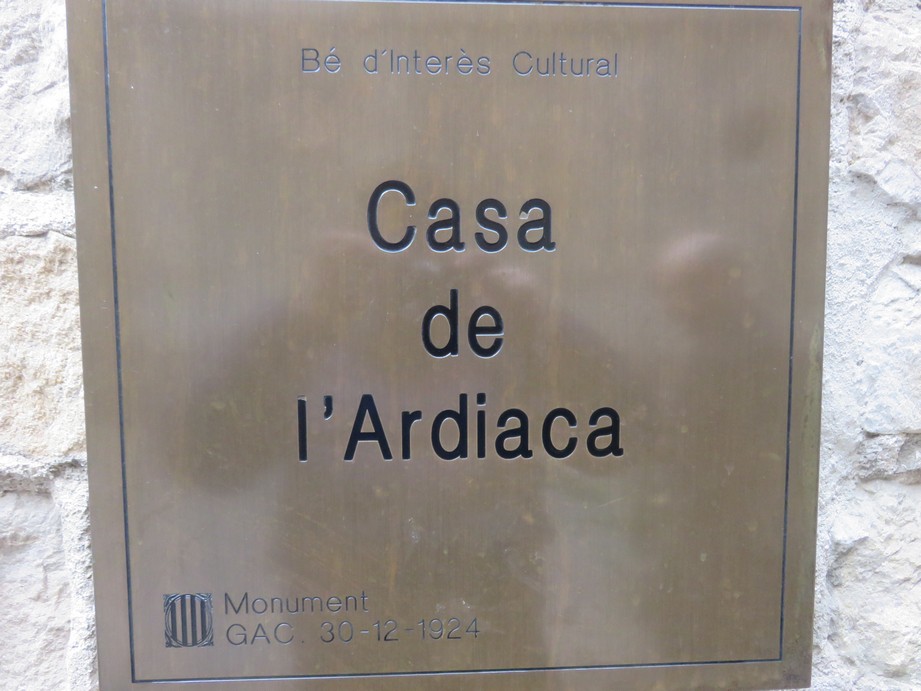 Bé d'Interès Cultural
Casa
de
l'Ardiaca
Monument
GAC. 30-12-1924